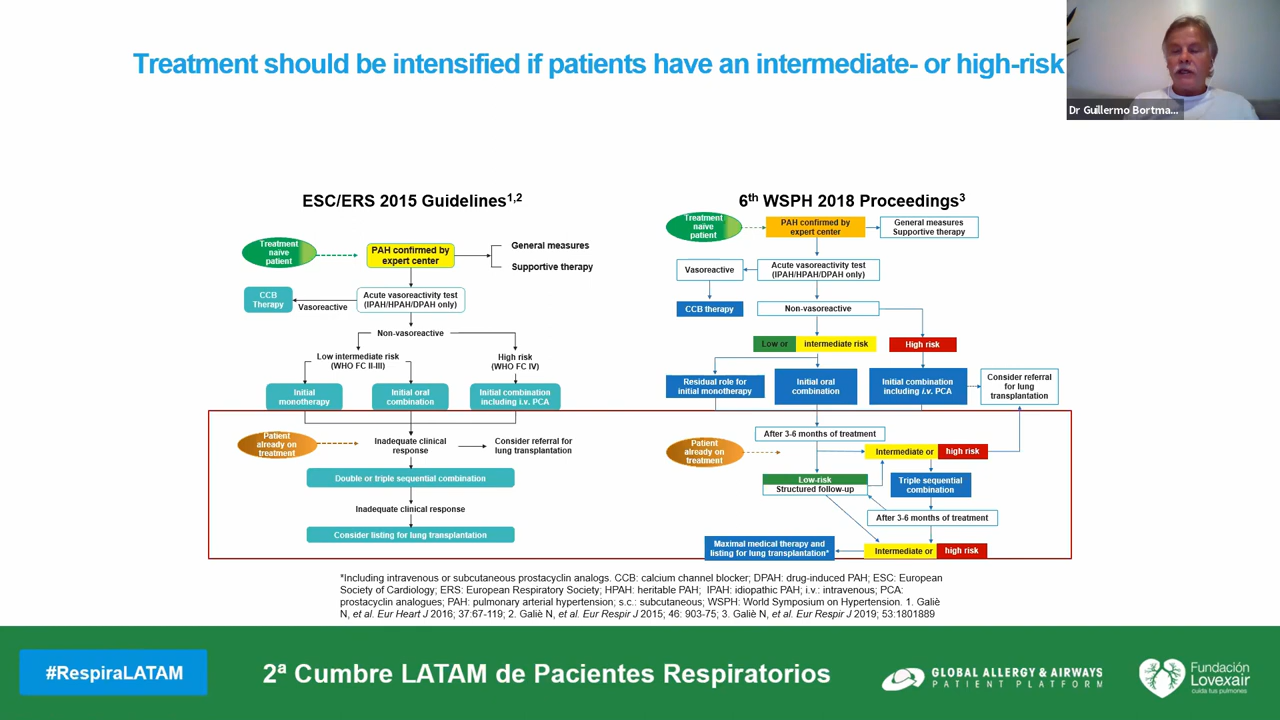 Treatment should be intensified if patients have an intermediate- or high-risk
Dr Guillermo Bortma...
ESC/ERS 2015 Guidelines1,2
Treatment
naïve
patient
PAH confirmed by
expert center
General measures
Supportive therapy
CCB
Therapy
Vasoreactive
Acute vasoreactivity test
(IPAH/HPAH/DPAH only)
Non-vasoreactive
Low intermediate risk
(WHO FC II-III)
High risk
(WHO FC IV)
Initial
monotherapy
Initial oral
combination
Initial combination
including i.v. PCA
Patient
already on
treatment
Inadequate clinical
response
Consider referral for
lung transplantation
Double or triple sequential combination
Inadequate clinical response
Consider listing for lung transplantation
6th WSPH 2018 Proceedings3
Treatment
naïve
patient
PAH confirmed by
expert center
General measures
Supportive therapy
Vasoreactive
Acute vasoreactivity test
(IPAH/HPAH/DPAH only)
CCB therapy
Non-vasoreactive
Low or intermediate risk
High risk
Residual role for
initial monotherapy
Initial oral
combination
Initial combination
including i.v. PCA
Consider referral
for lung
transplantation
After 3-6 months of treatment
Patient
already on
treatment
Intermediate or high risk
Low-risk
Structured follow-up
Triple sequential
combination
After 3-6 months of treatment
Maximal medical therapy and
listing for lung transplantation*
Intermediate or high risk
*Including intravenous or subcutaneous prostacyclin analogs. CCB: calcium channel blocker; DPAH: drug-induced PAH; ESC: European
Society of Cardiology; ERS: European Respiratory Society; HPAH: heritable PAH; IPAH: idiopathic PAH; i.v.: intravenous; PCA:
prostacyclin analogues; PAH: pulmonary arterial hypertension; s.c.: subcutaneous; WSPH: World Symposium on Hypertension. 1. Galiè
N, et al. Eur Heart J 2016; 37:67-119; 2. Galiè N, et al. Eur Respir J 2015; 46: 903-75; 3. Galiè N, et al. Eur Respir J 2019; 53:1801889
#RespiraLATAM
2ª Cumbre LATAM de Pacientes Respiratorios
GLOBAL ALLERGY & AIRWAYS
PATIENT PLATFORM
Fundación
Lovexair
cuida tus pulmones